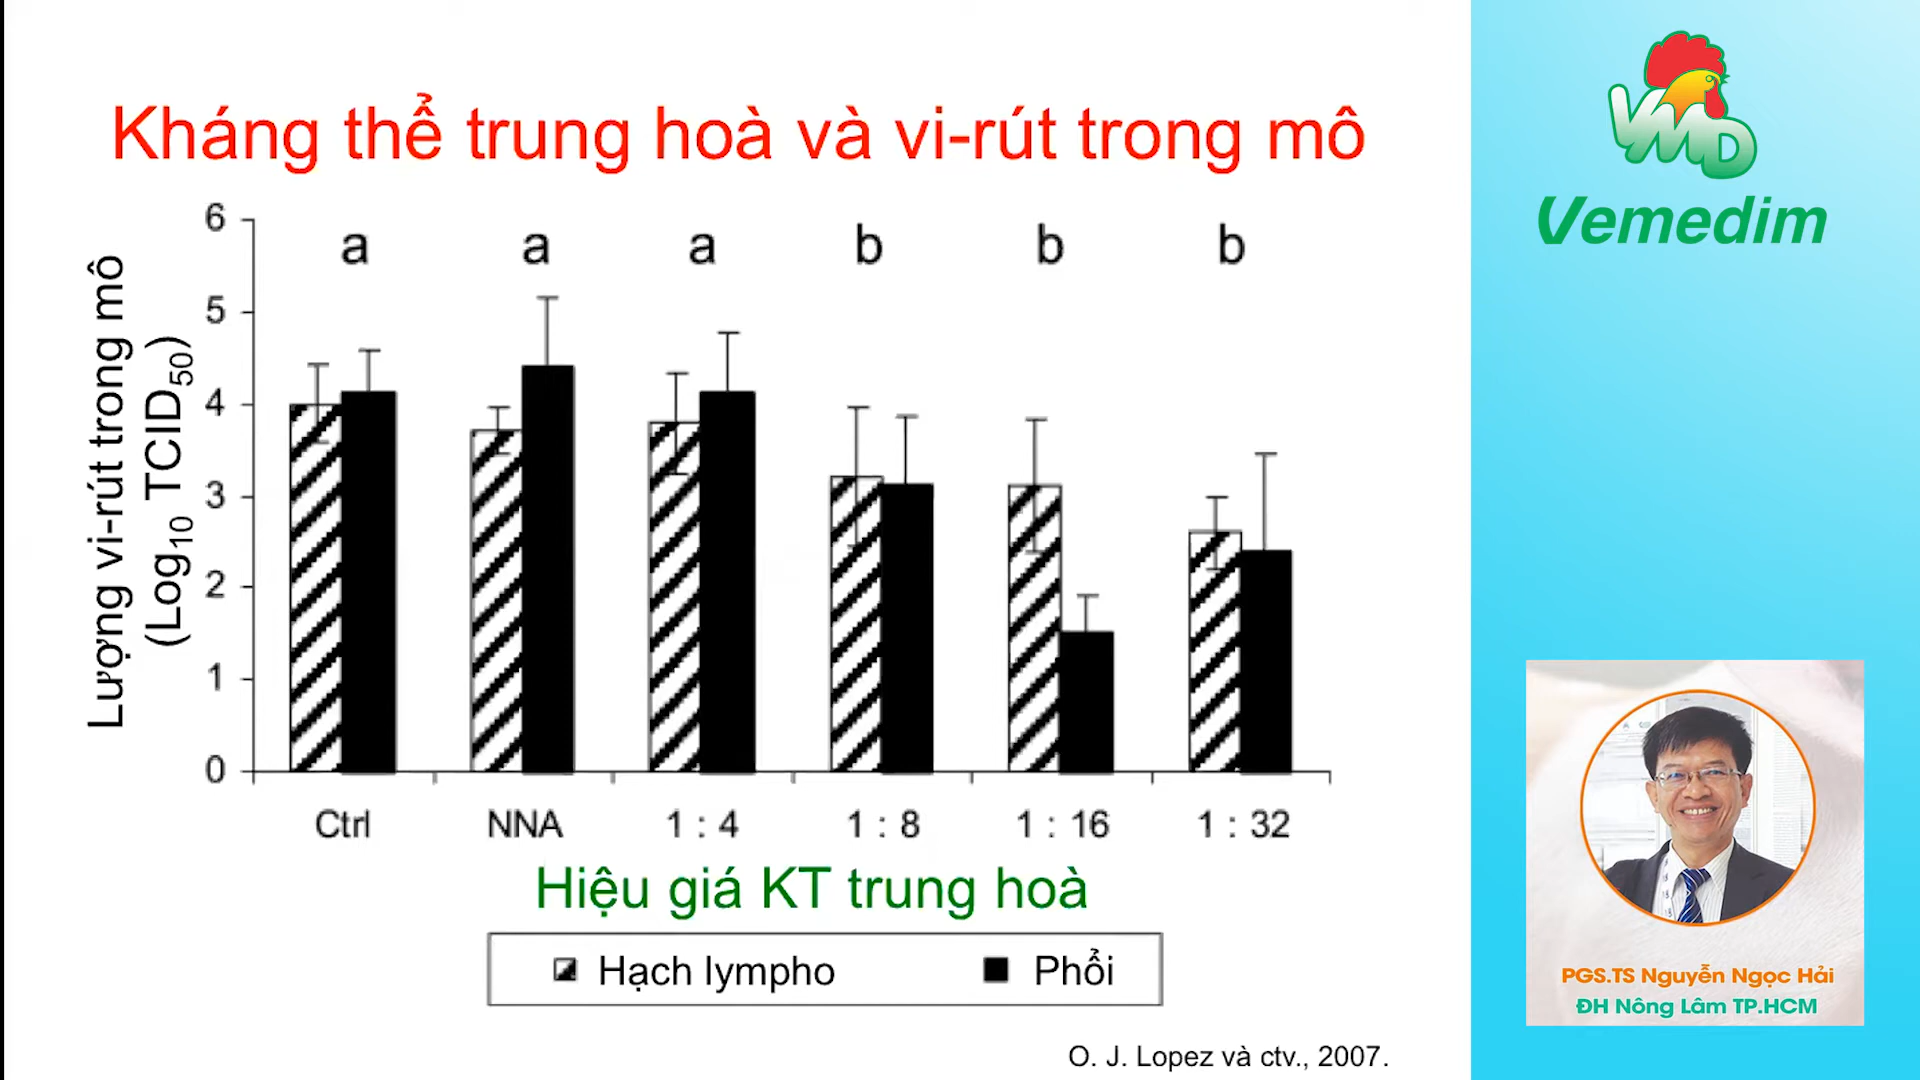 Kháng thể trung hoà và vi-rút trong mô
Lượng vi-rút trong mô
(Log₁₀ TCID₅₀)
6
5
4
3
2
1
0
a a a b b b
Ctrl NNA 1 : 4 1 : 8 1 : 16 1 : 32
Hiệu giá KT trung hoà
Hạch lympho Phổi
O. J. Lopez và ctv., 2007.
VMD
Vemedim
PGS.TS Nguyễn Ngọc Hải
ĐH Nông Lâm TP.HCM